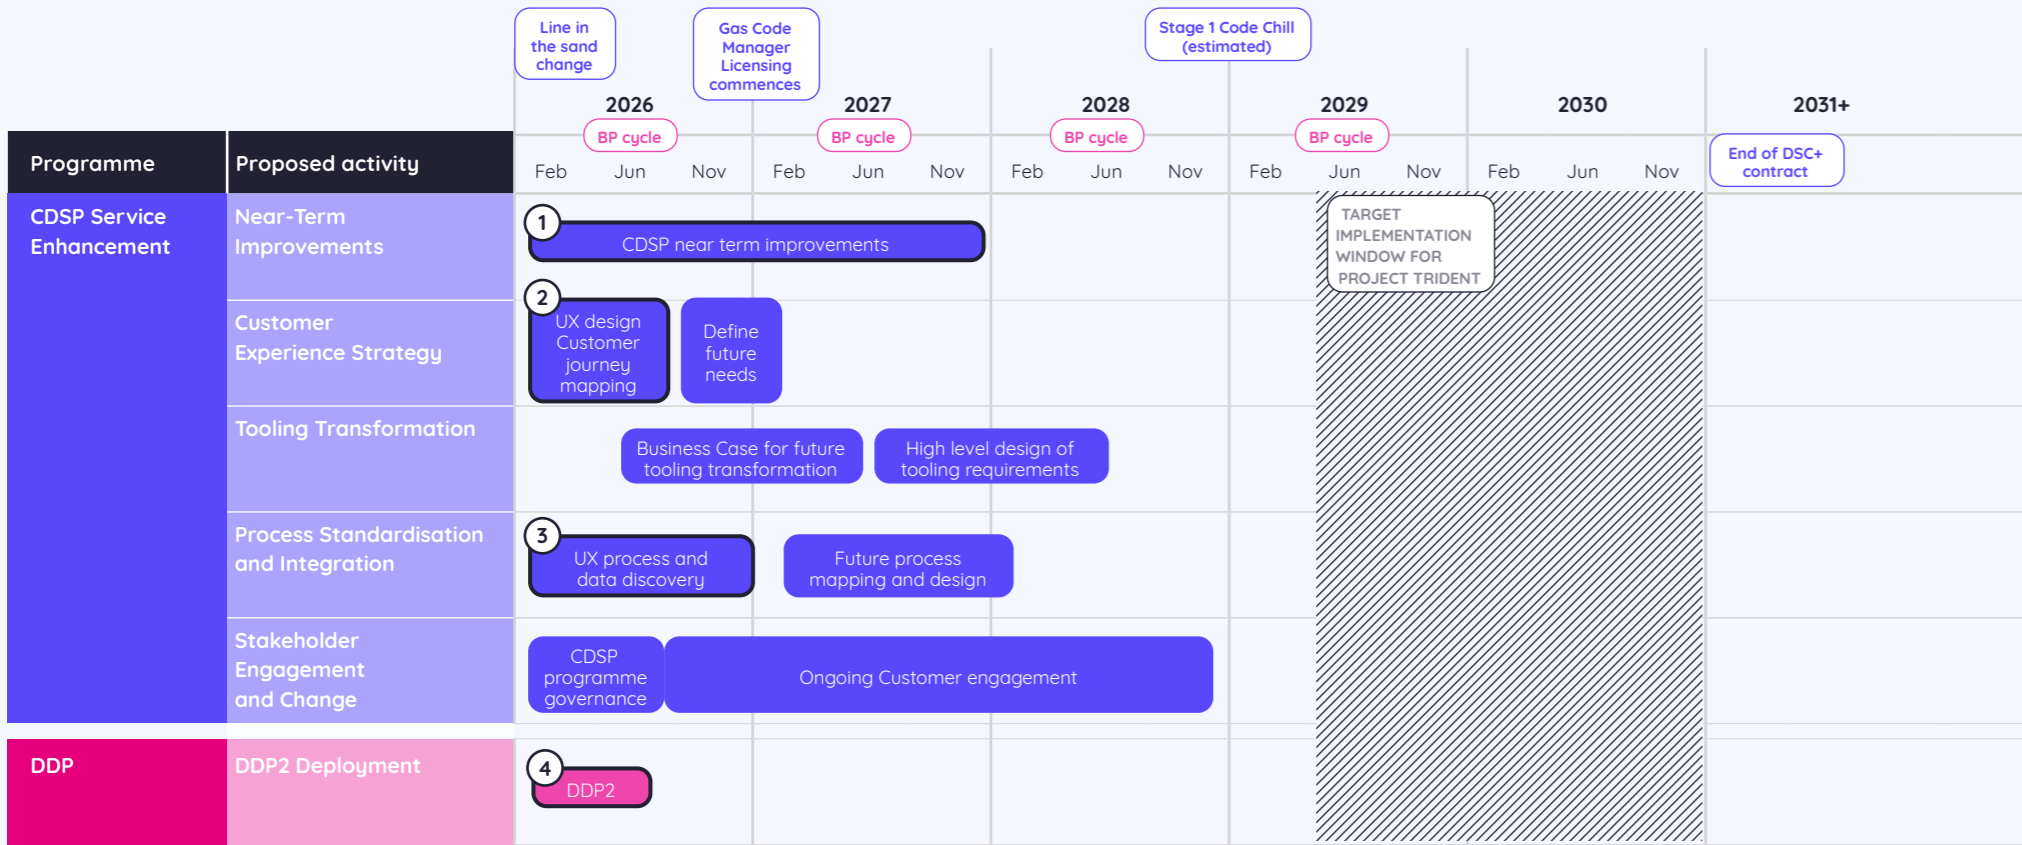 Line in
the sand
change
Gas Code
Manager
Licensing
commences
Stage 1 Code Chill
(estimated)
2026
2027
2028
2029
2030
2031+
BP cycle
BP cycle
BP cycle
BP cycle
End of DSC+
contract
Programme
Proposed activity
Feb
Jun
Nov
Feb
Jun
Nov
Feb
Jun
Nov
Feb
Jun
Nov
Feb
Jun
Nov
CDSP Service
Enhancement
Near-Term
Improvements
1
CDSP near term improvements
TARGET
IMPLEMENTATION
WINDOW FOR
PROJECT TRIDENT
Customer
Experience Strategy
2
UX design
Customer
journey
mapping
Define
future
needs
Tooling Transformation
Business Case for future
tooling transformation
High level design of
tooling requirements
Process Standardisation
and Integration
3
UX process and
data discovery
Future process
mapping and design
Stakeholder
Engagement
and Change
CDSP
programme
governance
Ongoing Customer engagement
DDP
DDP2 Deployment
4
DDP2